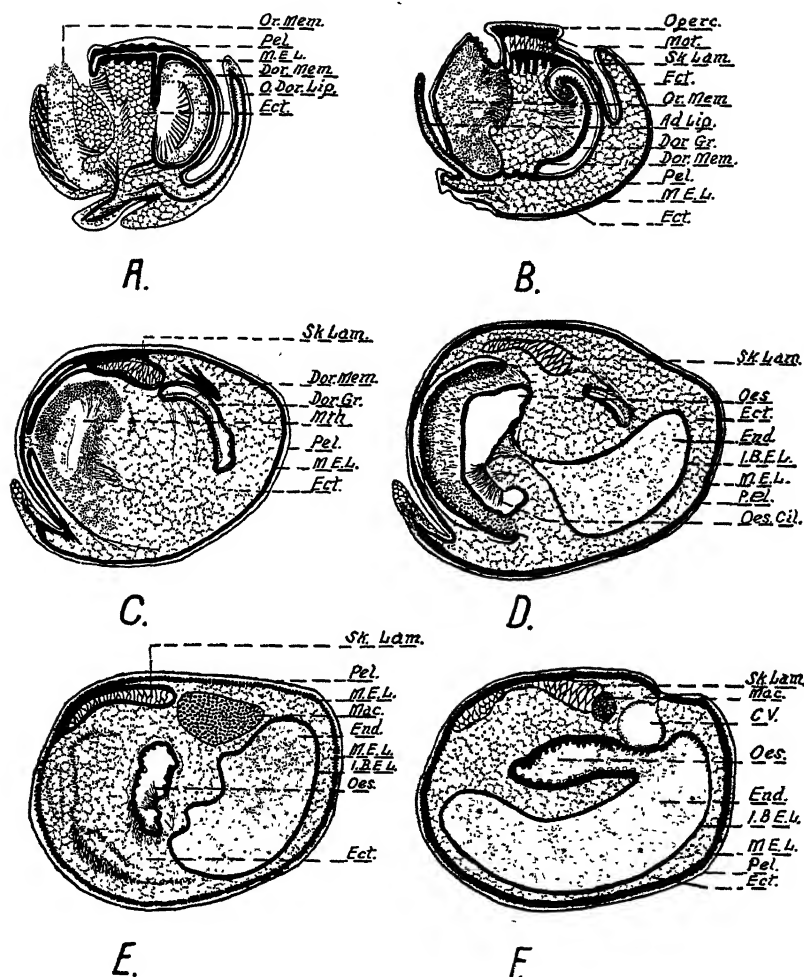 Or. Mem.
Pel.
M.E.L.
Dor. Mem
O. Dor. Lip.
Ect.
A.
Operc.
Mot.
Sk Lam.
Ect.
Or. Mem
Ad Lip.
Dor Gr.
Dor. Mem.
Pel.
M.E.L.
Ect.
B.
Sk Lam.
Dor. Mem.
Dor. Gr.
Mth
Pel.
M.E.L.
Ect.
C.
Sk Lam.
Oes.
Ect.
End.
I.B.E.L.
M.E.L.
Pel.
Oes. Cil.
D.
Sk. Lam.
Pel.
M.E.L.
Mac.
End.
M.E.L.
I.B.E.L.
Oes.
Ect.
E.
Sk Lam.
Mac.
C.V.
Oes.
End.
I.B.E.L.
M.E.L.
Pel.
Ect.
F.